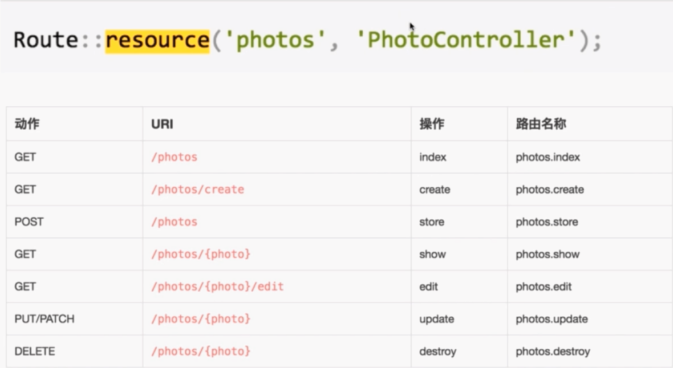 Route::resource('photos', 'PhotoController');
动作 URI 操作 路由名称
GET /photos index photos.index
GET /photos/create create photos.create
POST /photos store photos.store
GET /photos/{photo} show photos.show
GET /photos/{photo}/edit edit photos.edit
PUT/PATCH /photos/{photo} update photos.update
DELETE /photos/{photo} destroy photos.destroy